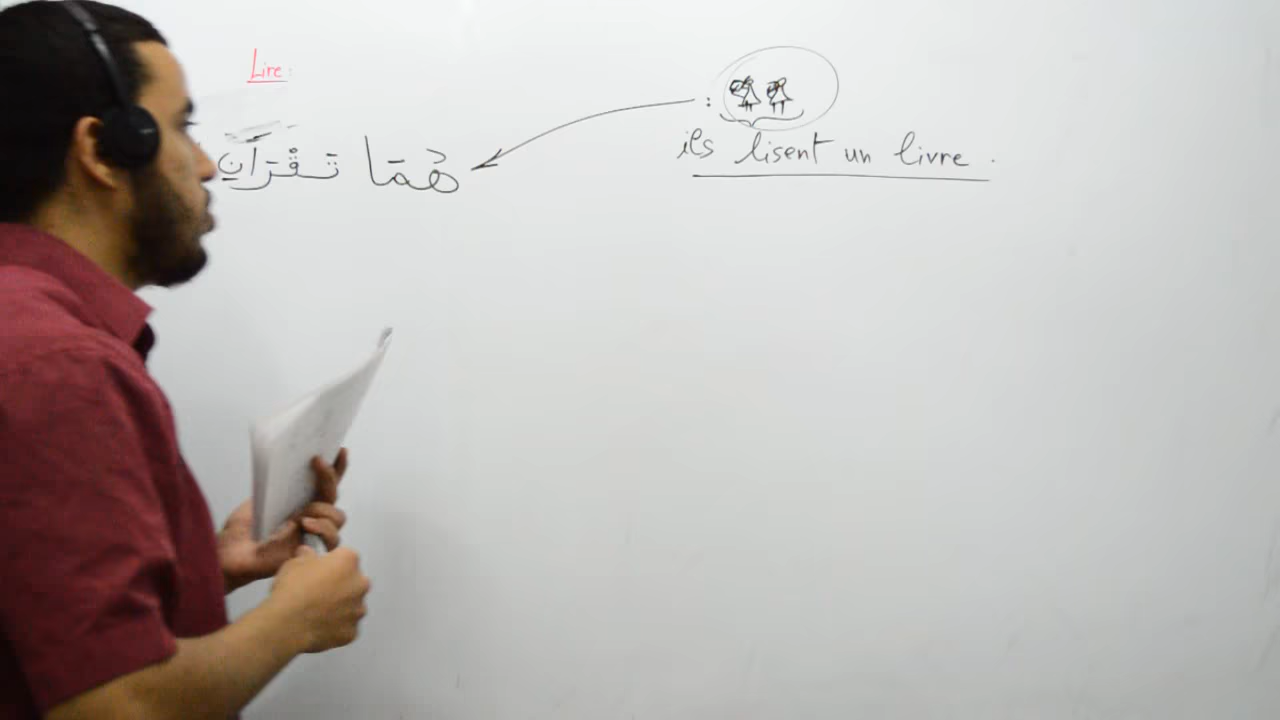 Lire :
هُمَا تَقْرَآنِ
:
ils lisent un livre .